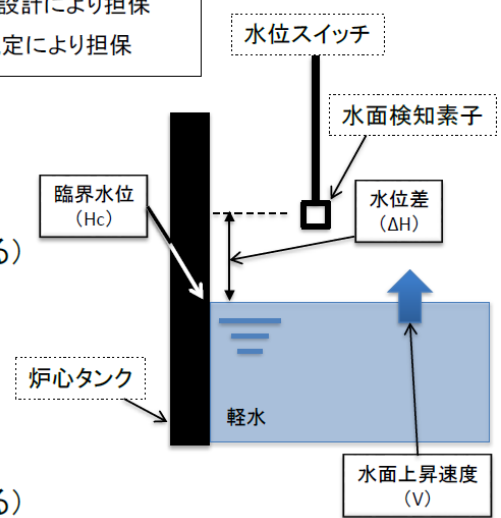 設計により担保
定により担保
水位スイッチ
水面検知素子
臨界水位
(Hc)
水位差
(ΔH)
る)
炉心タンク
軽水
水面上昇速度
(V)
る)